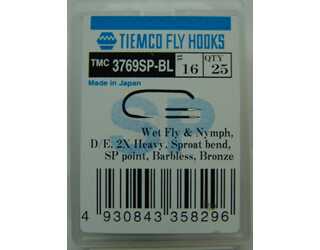 TIEMCO FLY HOOKS
TMC 3769SP-BL # 16 QTY 25
Made in Japan
SP
Wet Fly & Nymph,
D/E, 2X Heavy, Sproat bend,
SP point, Barbless, Bronze
4 930843 358296